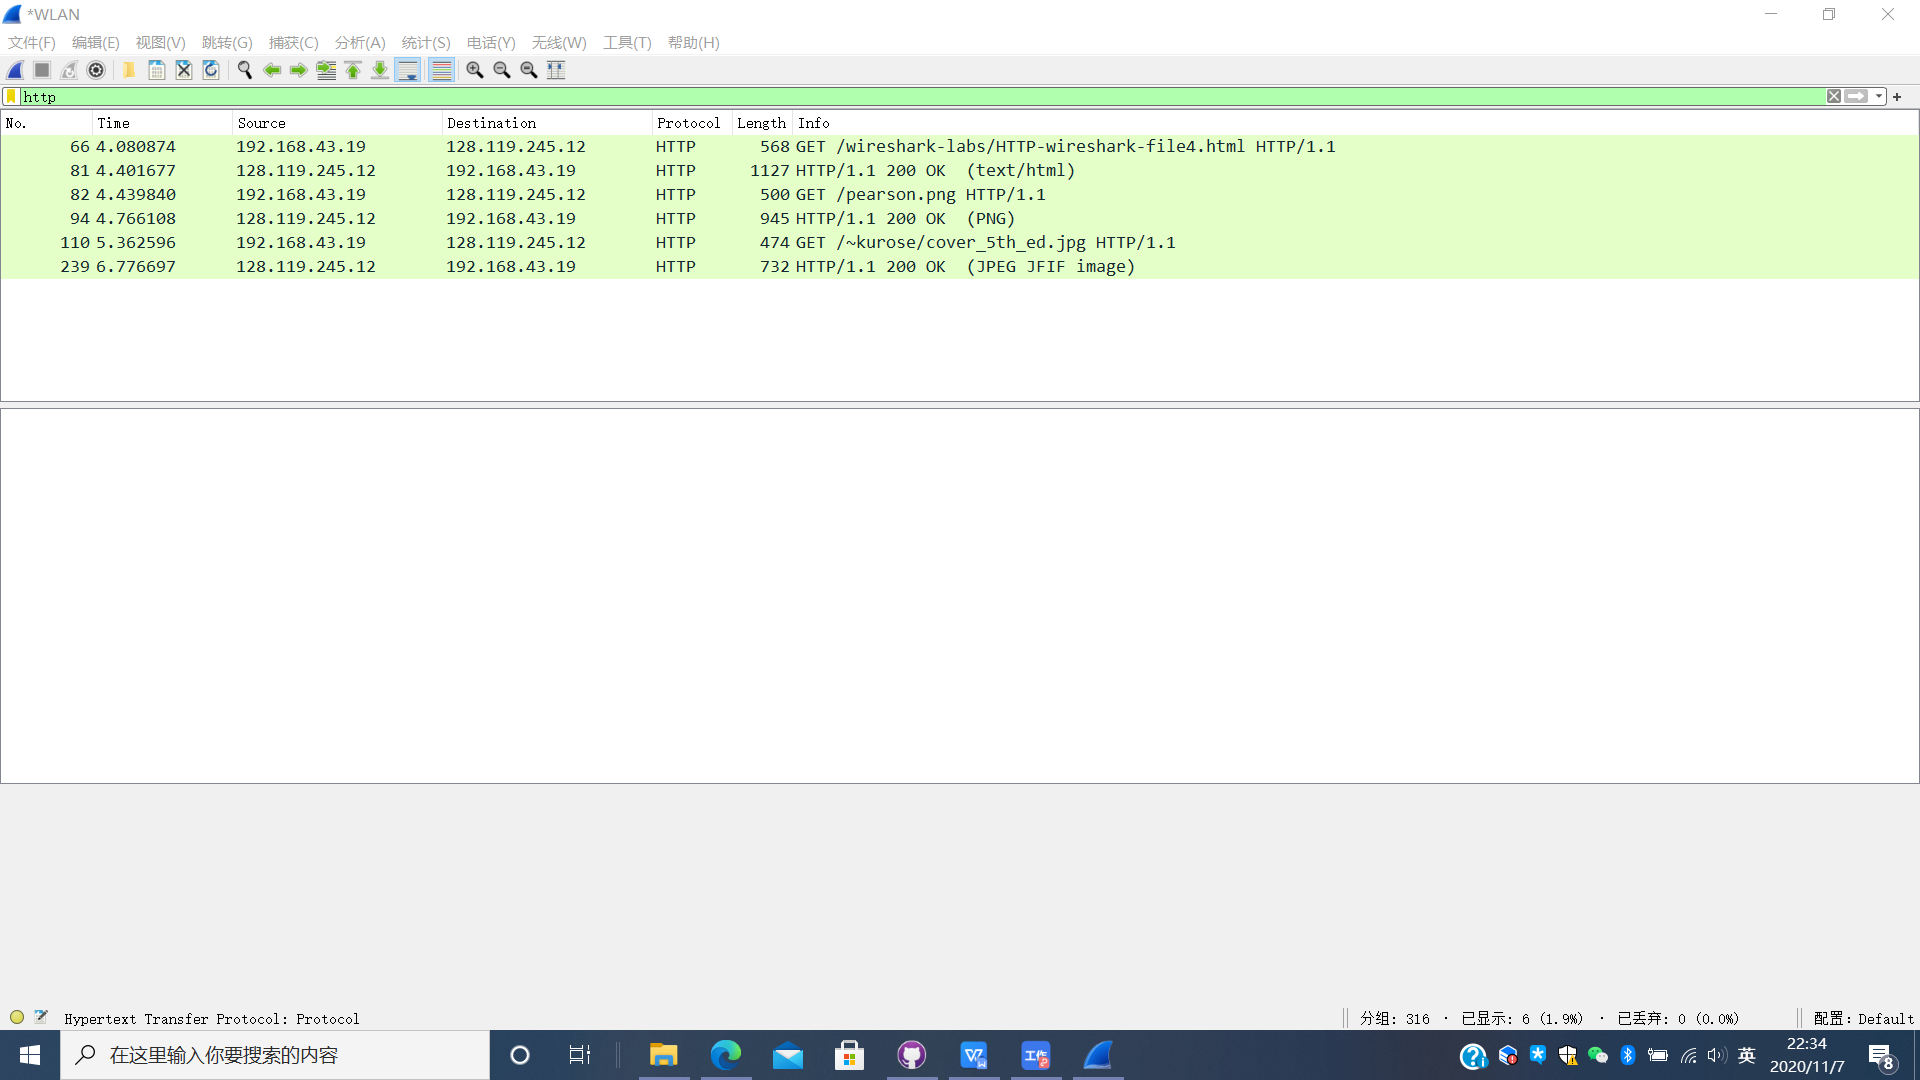 *WLAN
文件(F) 编辑(E) 视图(V) 跳转(G) 捕获(C) 分析(A) 统计(S) 电话(Y) 无线(W) 工具(T) 帮助(H)
http
No. Time Source Destination Protocol Length Info
66 4.080874 192.168.43.19 128.119.245.12 HTTP 568 GET /wireshark-labs/HTTP-wireshark-file4.html HTTP/1.1
81 4.401677 128.119.245.12 192.168.43.19 HTTP 1127 HTTP/1.1 200 OK (text/html)
82 4.439840 192.168.43.19 128.119.245.12 HTTP 500 GET /pearson.png HTTP/1.1
94 4.766108 128.119.245.12 192.168.43.19 HTTP 945 HTTP/1.1 200 OK (PNG)
110 5.362596 192.168.43.19 128.119.245.12 HTTP 474 GET /~kurose/cover_5th_ed.jpg HTTP/1.1
239 6.776697 128.119.245.12 192.168.43.19 HTTP 732 HTTP/1.1 200 OK (JPEG JFIF image)
Hypertext Transfer Protocol: Protocol 分组: 316 · 已显示: 6 (1.9%) · 已丢弃: 0 (0.0%) 配置: Default
在这里输入你要搜索的内容 工作 英 22:34 8
2020/11/7